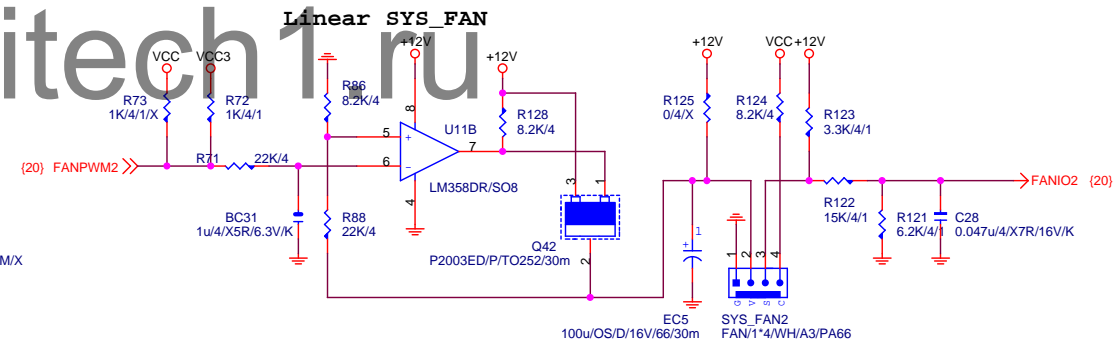 Linear SYS_FAN
itech1.ru
+12V
VCC
VCC3
+12V
+12V
VCC
+12V
R73
1K/4/1/X
R72
1K/4/1
R86
8.2K/4
8
U11B
R128
8.2K/4
R125
0/4/X
R124
8.2K/4
R123
3.3K/4/1
5
+
6
-
7
LM358DR/SO8
4
{20} FANPWM2
R71
22K/4
BC31
1u/4/X5R/6.3V/K
R88
22K/4
3
1
Q42
2
P2003ED/P/TO252/30m
FANIO2 {20}
R122
15K/4/1
R121
6.2K/4/1
C28
0.047u/4/X7R/16V/K
M/X
+
1
EC5
100u/OS/D/16V/66/30m
1
2
3
4
G
V
S
C
SYS_FAN2
FAN/1*4/WH/A3/PA66